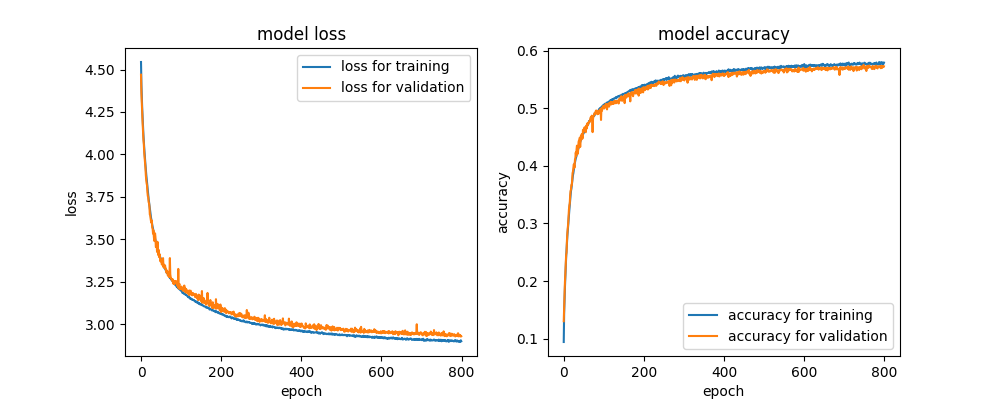 model loss
loss for training
loss for validation
4.50
4.25
4.00
3.75
3.50
3.25
3.00
loss
0 200 400 600 800
epoch
model accuracy
0.6
0.5
0.4
0.3
0.2
0.1
accuracy
accuracy for training
accuracy for validation
0 200 400 600 800
epoch